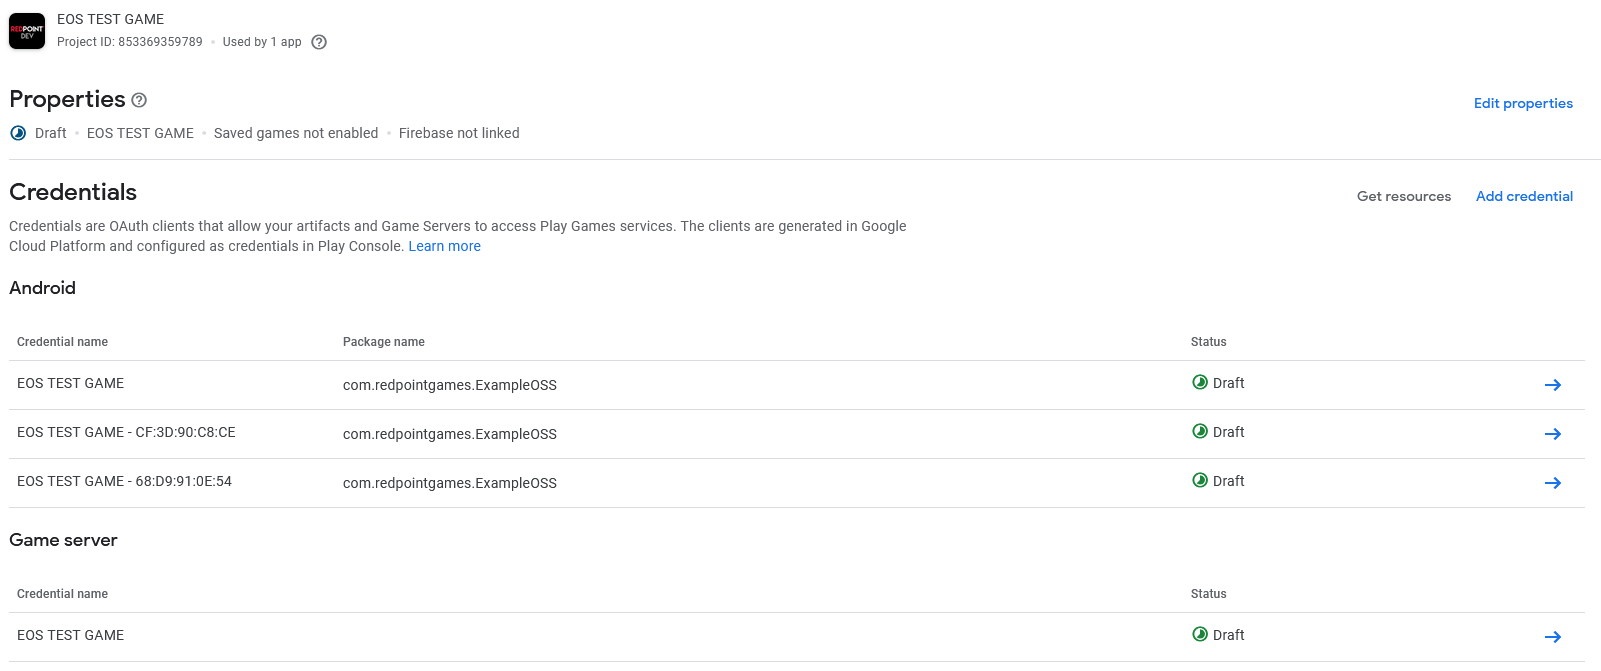 EOS TEST GAME
REDPOINT
DEV
Project ID: 853369359789 • Used by 1 app ?
Properties ?
Edit properties
Draft • EOS TEST GAME • Saved games not enabled • Firebase not linked
Credentials
Get resources Add credential
Credentials are OAuth clients that allow your artifacts and Game Servers to access Play Games services. The clients are generated in Google
Cloud Platform and configured as credentials in Play Console. Learn more
Android
Credential name Package name Status
EOS TEST GAME com.redpointgames.ExampleOSS Draft
EOS TEST GAME - CF:3D:90:C8:CE com.redpointgames.ExampleOSS Draft
EOS TEST GAME - 68:D9:91:0E:54 com.redpointgames.ExampleOSS Draft
Game server
Credential name Status
EOS TEST GAME Draft